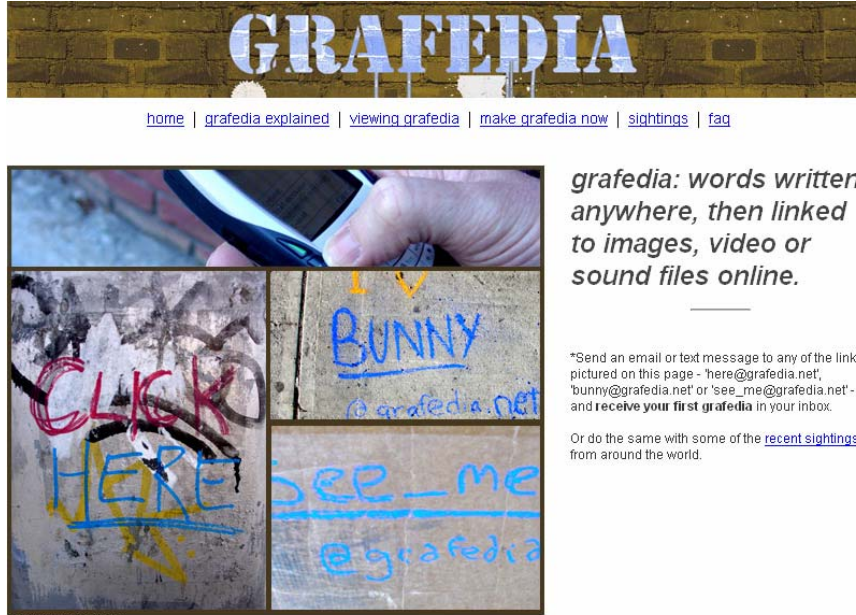 GRAFEDIA
home | grafedia explained | viewing grafedia | make grafedia now | sightings | faq
grafedia: words written
anywhere, then linked
to images, video or
sound files online.
*Send an email or text message to any of the link
pictured on this page - 'here@grafedia.net',
'bunny@grafedia.net' or 'see_me@grafedia.net' -
and receive your first grafedia in your inbox.
Or do the same with some of the recent sightings
from around the world.
CLICK
HERE
I
BUNNY
@grafedia.net
See_me
@grafedia